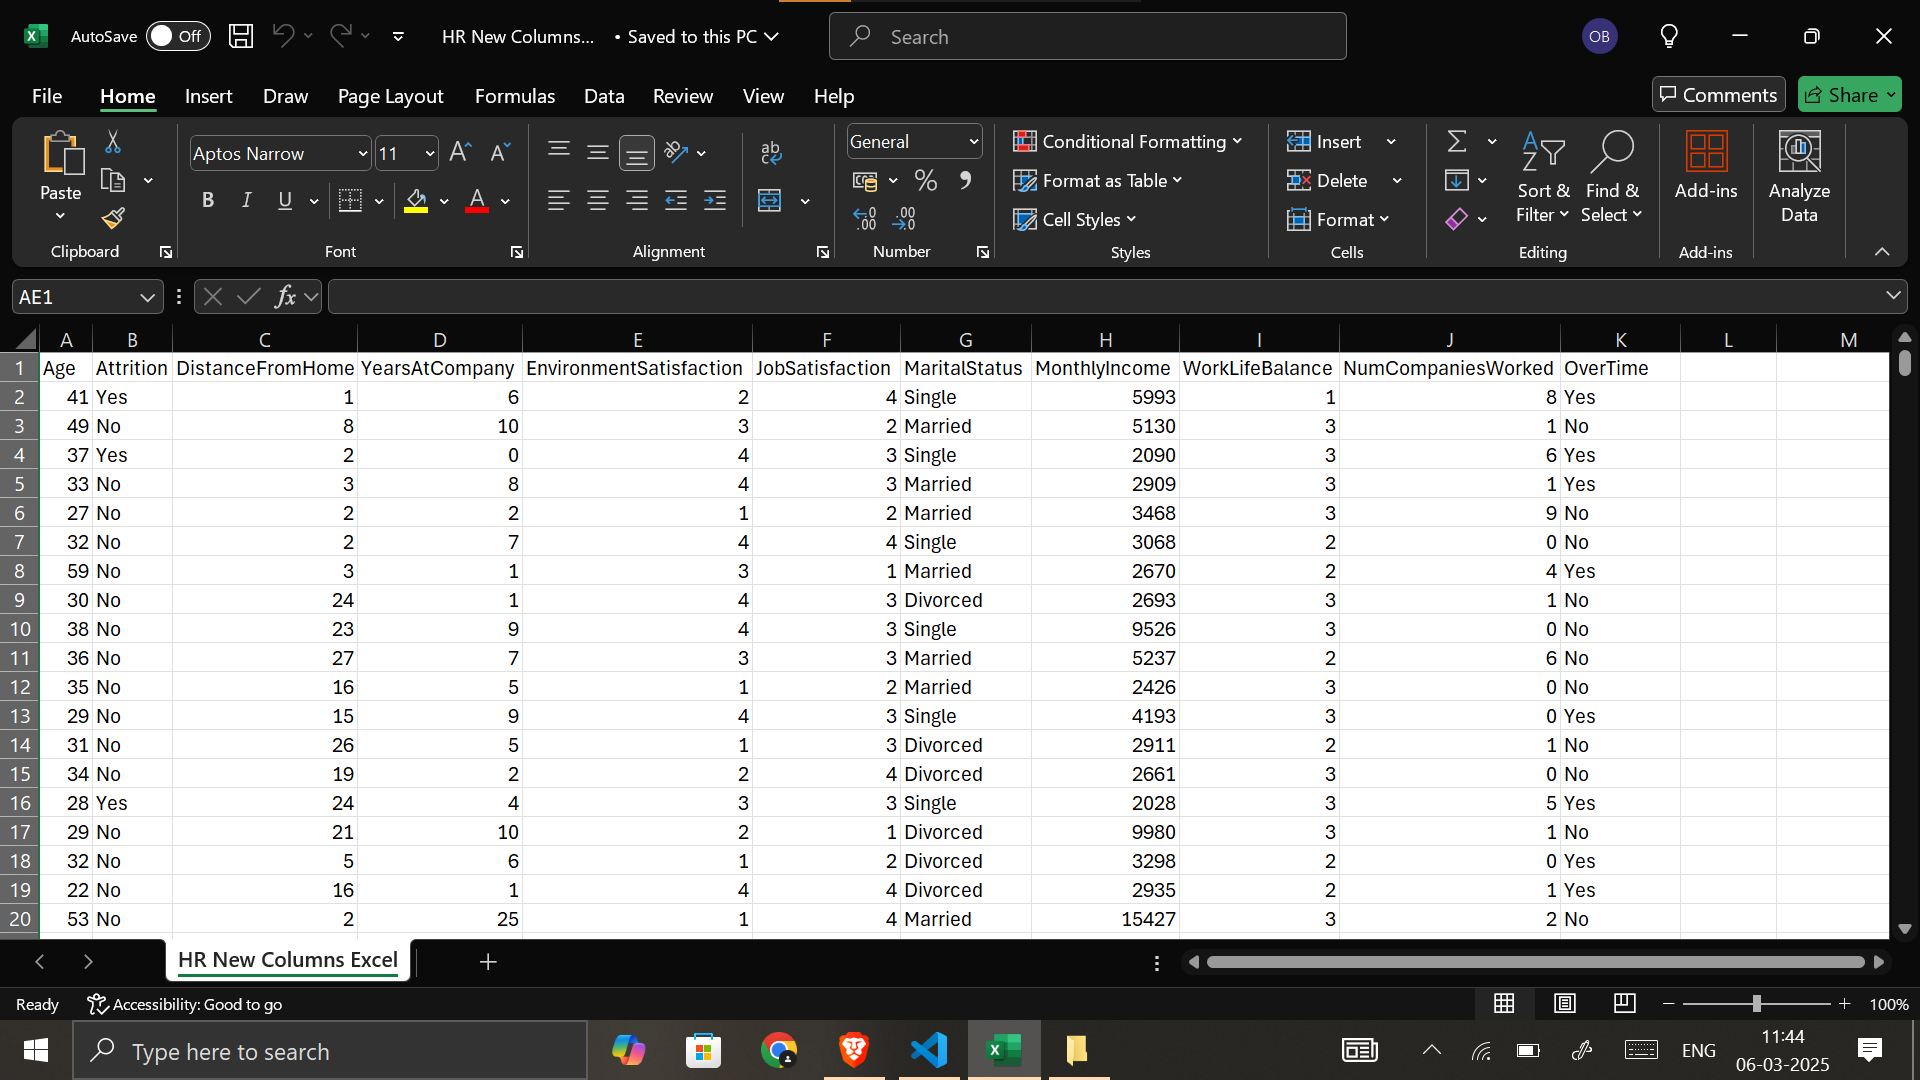 AutoSave Off HR New Columns... • Saved to this PC Search OB
File Home Insert Draw Page Layout Formulas Data Review View Help Comments Share
Paste Aptos Narrow 11 General Conditional Formatting Insert Sort & Filter Find & Select Add-ins Analyze Data
B I U A % Format as Table Delete
Cell Styles Format
Clipboard Font Alignment Number Styles Cells Editing Add-ins
AE1 fx
A B C D E F G H I J K L M
1 Age Attrition DistanceFromHome YearsAtCompany EnvironmentSatisfaction JobSatisfaction MaritalStatus MonthlyIncome WorkLifeBalance NumCompaniesWorked OverTime
2 41 Yes 1 6 2 4 Single 5993 1 8 Yes
3 49 No 8 10 3 2 Married 5130 3 1 No
4 37 Yes 2 0 4 3 Single 2090 3 6 Yes
5 33 No 3 8 4 3 Married 2909 3 1 Yes
6 27 No 2 2 1 2 Married 3468 3 9 No
7 32 No 2 7 4 4 Single 3068 2 0 No
8 59 No 3 1 3 1 Married 2670 2 4 Yes
9 30 No 24 1 4 3 Divorced 2693 3 1 No
10 38 No 23 9 4 3 Single 9526 3 0 No
11 36 No 27 7 3 3 Married 5237 2 6 No
12 35 No 16 5 1 2 Married 2426 3 0 No
13 29 No 15 9 4 3 Single 4193 3 0 Yes
14 31 No 26 5 1 3 Divorced 2911 2 1 No
15 34 No 19 2 2 4 Divorced 2661 3 0 No
16 28 Yes 24 4 3 3 Single 2028 3 5 Yes
17 29 No 21 10 2 1 Divorced 9980 3 1 No
18 32 No 5 6 1 2 Divorced 3298 2 0 Yes
19 22 No 16 1 4 4 Divorced 2935 2 1 Yes
20 53 No 2 25 1 4 Married 15427 3 2 No
HR New Columns Excel
Ready Accessibility: Good to go 100%
Type here to search ENG 11:44
06-03-2025